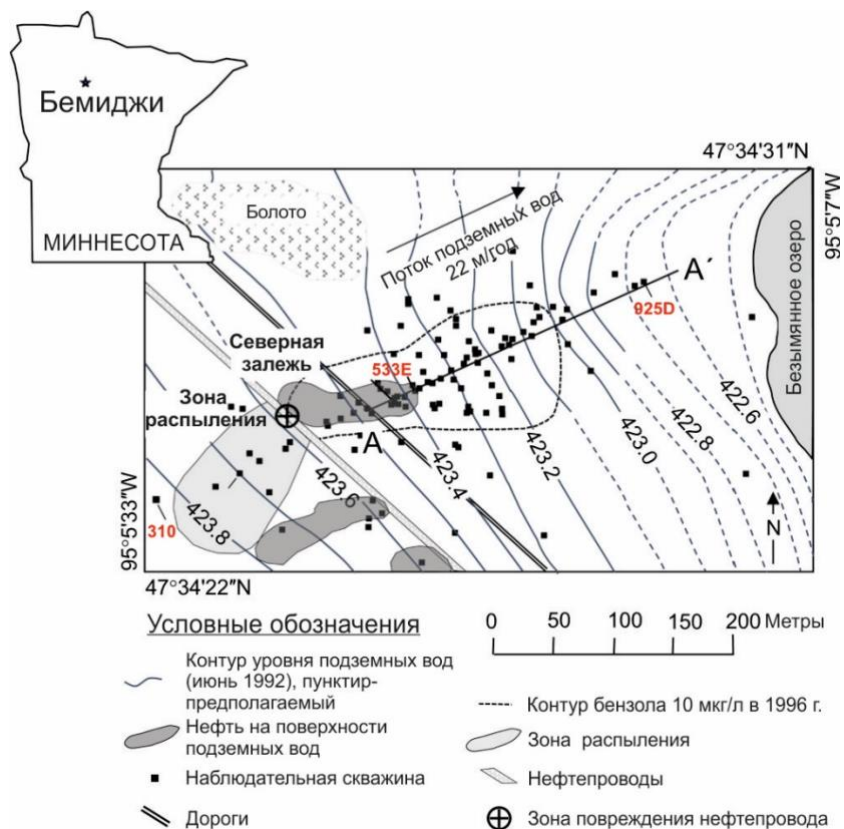 Бемиджи
МИННЕСОТА
47°34'31"N
95°5'7"W
Болото
Поток подземных вод
22 м/год
A´
925D
Безымянное озеро
Северная
залежь
533E
Зона
распыления
A
422.6
422.8
423.0
423.2
423.4
423.6
423.8
310
N
95°5'33"W
47°34'22"N
Условные обозначения
0 50 100 150 200 Метры
Контур уровня подземных вод
(июнь 1992), пунктир-
предполагаемый
Нефть на поверхности
подземных вод
Наблюдательная скважина
Дороги
Контур бензола 10 мкг/л в 1996 г.
Зона распыления
Нефтепроводы
Зона повреждения нефтепровода